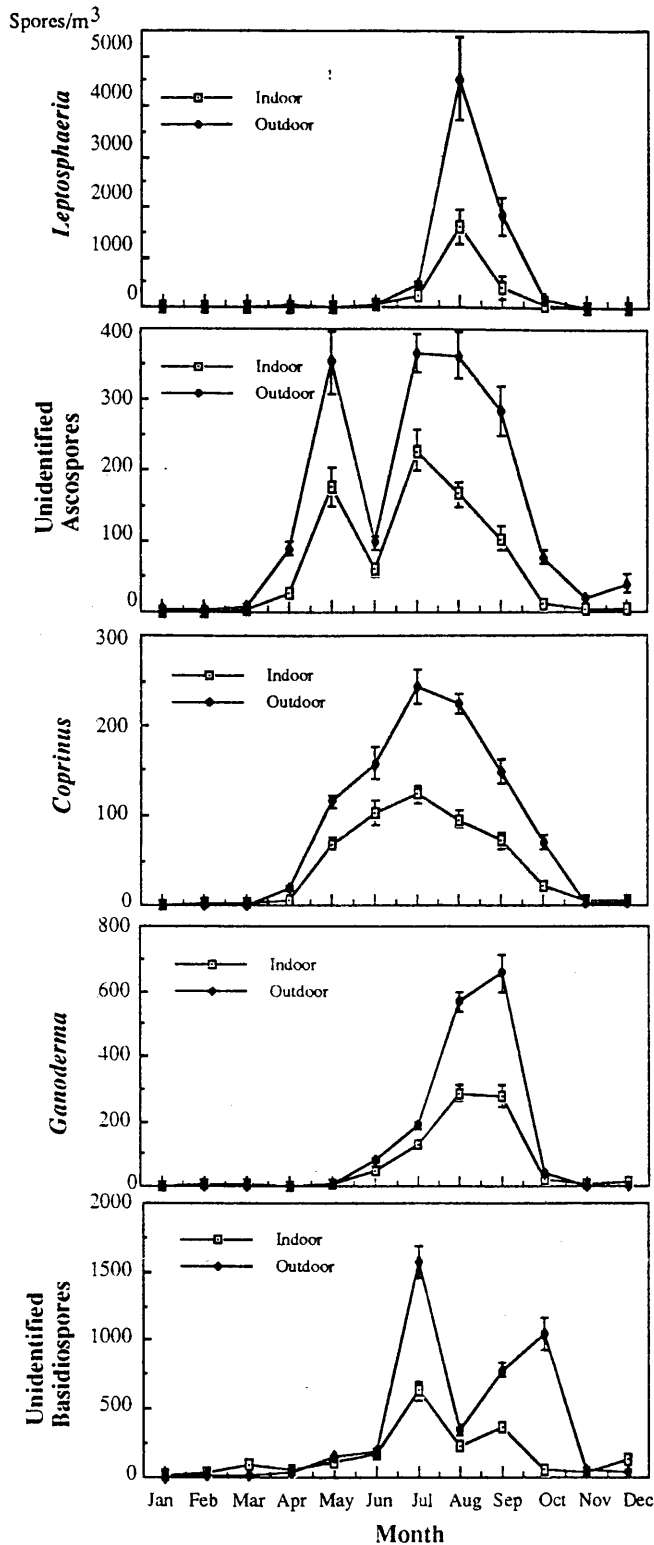 Spores/m³
Leptosphaeria
5000
4000
3000
2000
1000
0
Indoor
Outdoor
Unidentified
Ascospores
400
300
200
100
0
Indoor
Outdoor
Coprinus
300
200
100
0
Indoor
Outdoor
Ganoderma
800
600
400
200
0
Indoor
Outdoor
Unidentified
Basidiospores
2000
1500
1000
500
0
Indoor
Outdoor
Jan Feb Mar Apr May Jun Jul Aug Sep Oct Nov Dec
Month